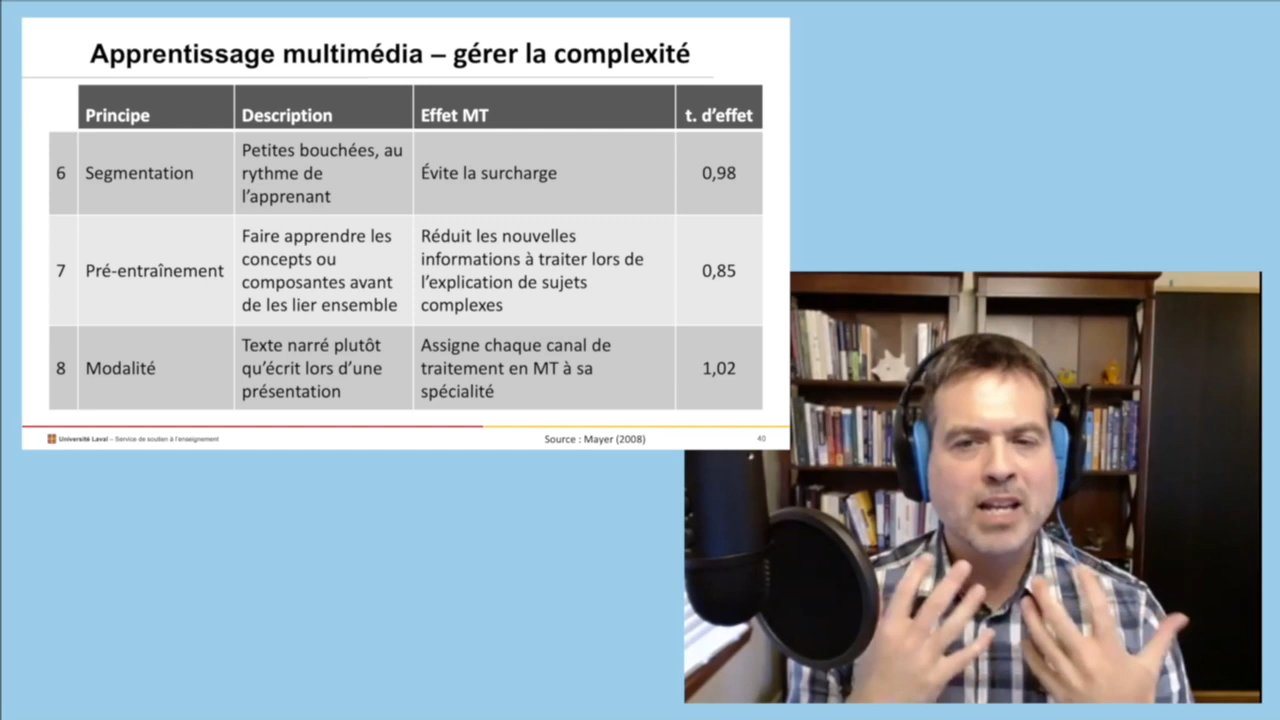 Apprentissage multimédia – gérer la complexité
Principe Description Effet MT t. d’effet
6 Segmentation Petites bouchées, au Évite la surcharge 0,98
rythme de
l’apprenant
7 Pré-entraînement Faire apprendre les Réduit les nouvelles 0,85
concepts ou informations à traiter lors de
composantes avant l’explication de sujets
de les lier ensemble complexes
8 Modalité Texte narré plutôt Assigne chaque canal de 1,02
qu’écrit lors d’une traitement en MT à sa
présentation spécialité
Université Laval – Service de soutien à l’enseignement Source : Mayer (2008) 40